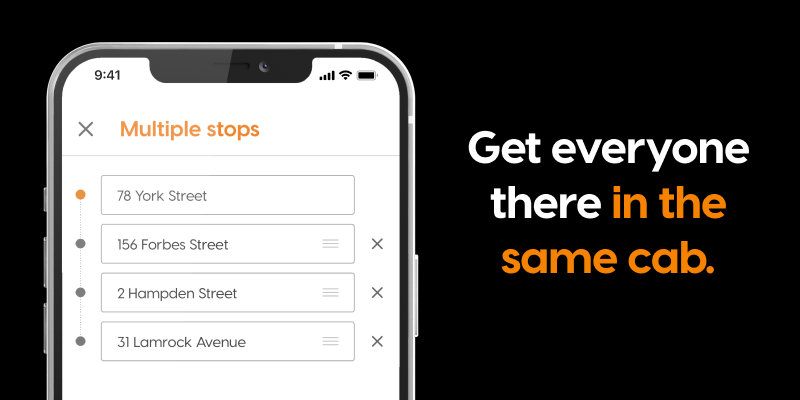 9:41
Multiple stops
78 York Street
156 Forbes Street
2 Hampden Street
31 Lamrock Avenue
Get everyone
there in the
same cab.